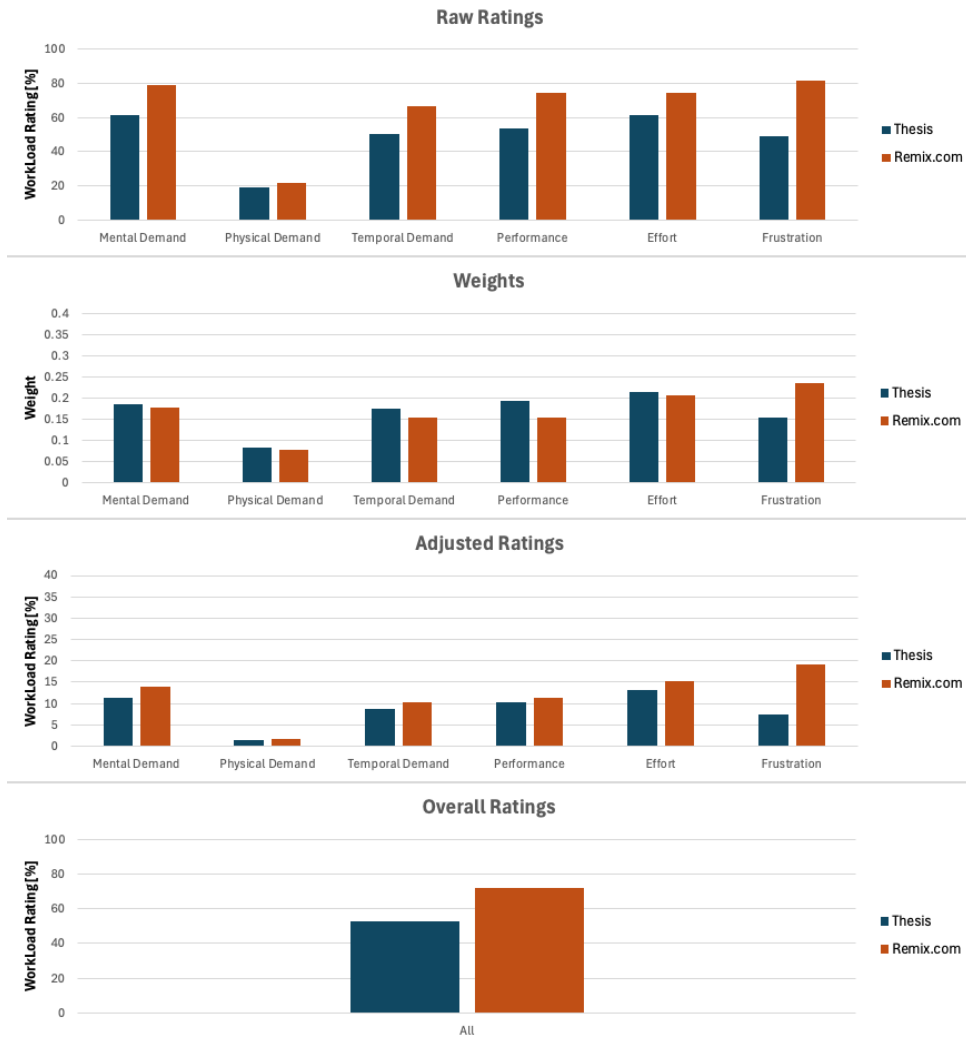 Raw Ratings
WorkLoad Rating [%]
100
80
60
40
20
0
Mental Demand Physical Demand Temporal Demand Performance Effort Frustration
Thesis
Remix.com
Weights
Weight
0.4
0.35
0.3
0.25
0.2
0.15
0.1
0.05
0
Mental Demand Physical Demand Temporal Demand Performance Effort Frustration
Thesis
Remix.com
Adjusted Ratings
WorkLoad Rating [%]
40
35
30
25
20
15
10
5
0
Mental Demand Physical Demand Temporal Demand Performance Effort Frustration
Thesis
Remix.com
Overall Ratings
WorkLoad Rating [%]
100
80
60
40
20
0
All
Thesis
Remix.com